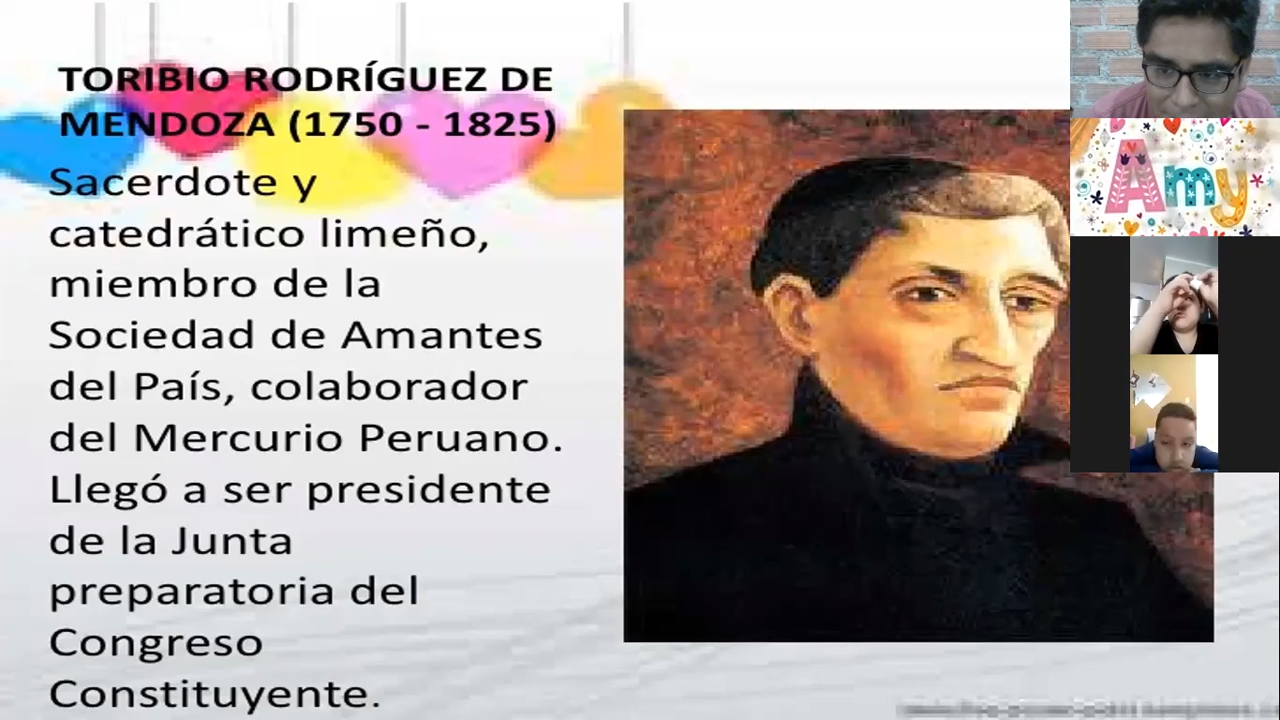 TORIBIO RODRÍGUEZ DE
MENDOZA (1750 - 1825)
Sacerdote y
catedrático limeño,
miembro de la
Sociedad de Amantes
del País, colaborador
del Mercurio Peruano.
Llegó a ser presidente
de la Junta
preparatoria del
Congreso
Constituyente.
Amy